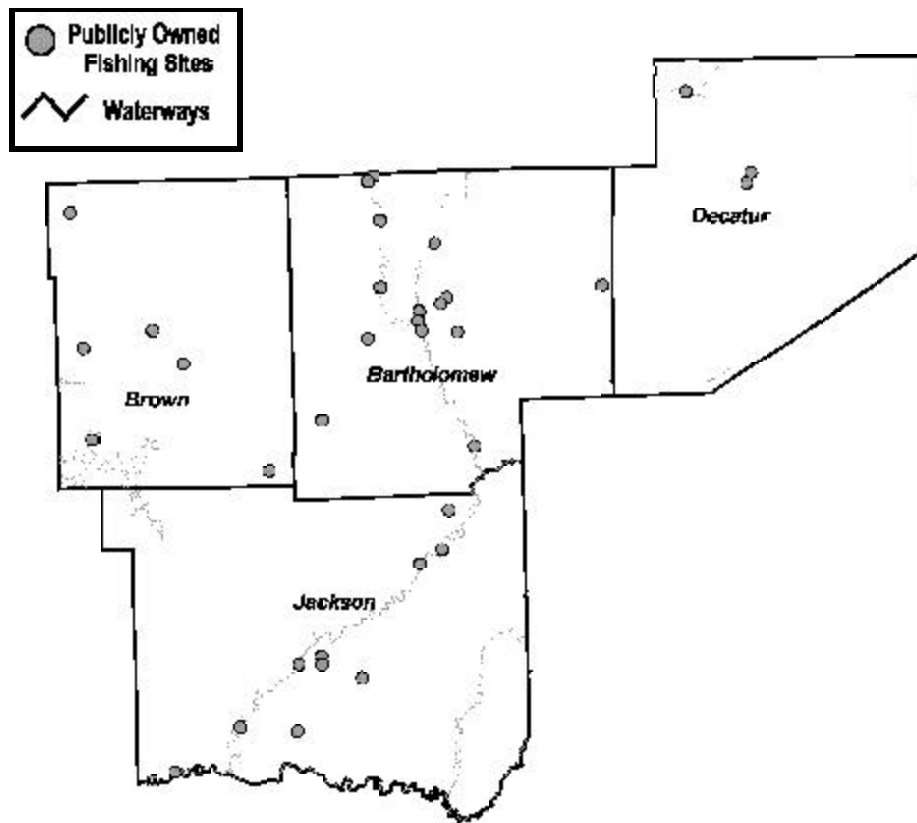 Publicly Owned
Fishing Sites
Waterways
Decatur
Bartholomew
Brown
Jackson